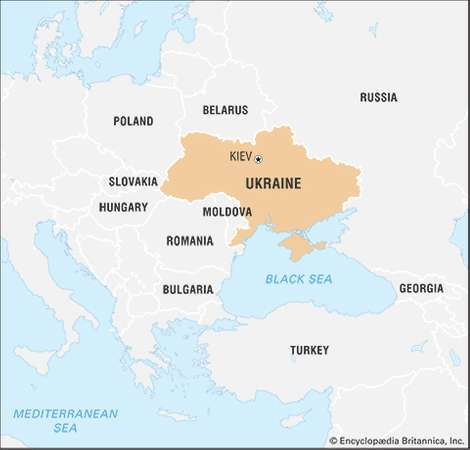 RUSSIA
BELARUS
POLAND
KIEV
UKRAINE
SLOVAKIA
HUNGARY
MOLDOVA
ROMANIA
BLACK SEA
BULGARIA
GEORGIA
TURKEY
MEDITERRANEAN
SEA
© Encyclopædia Britannica, Inc.